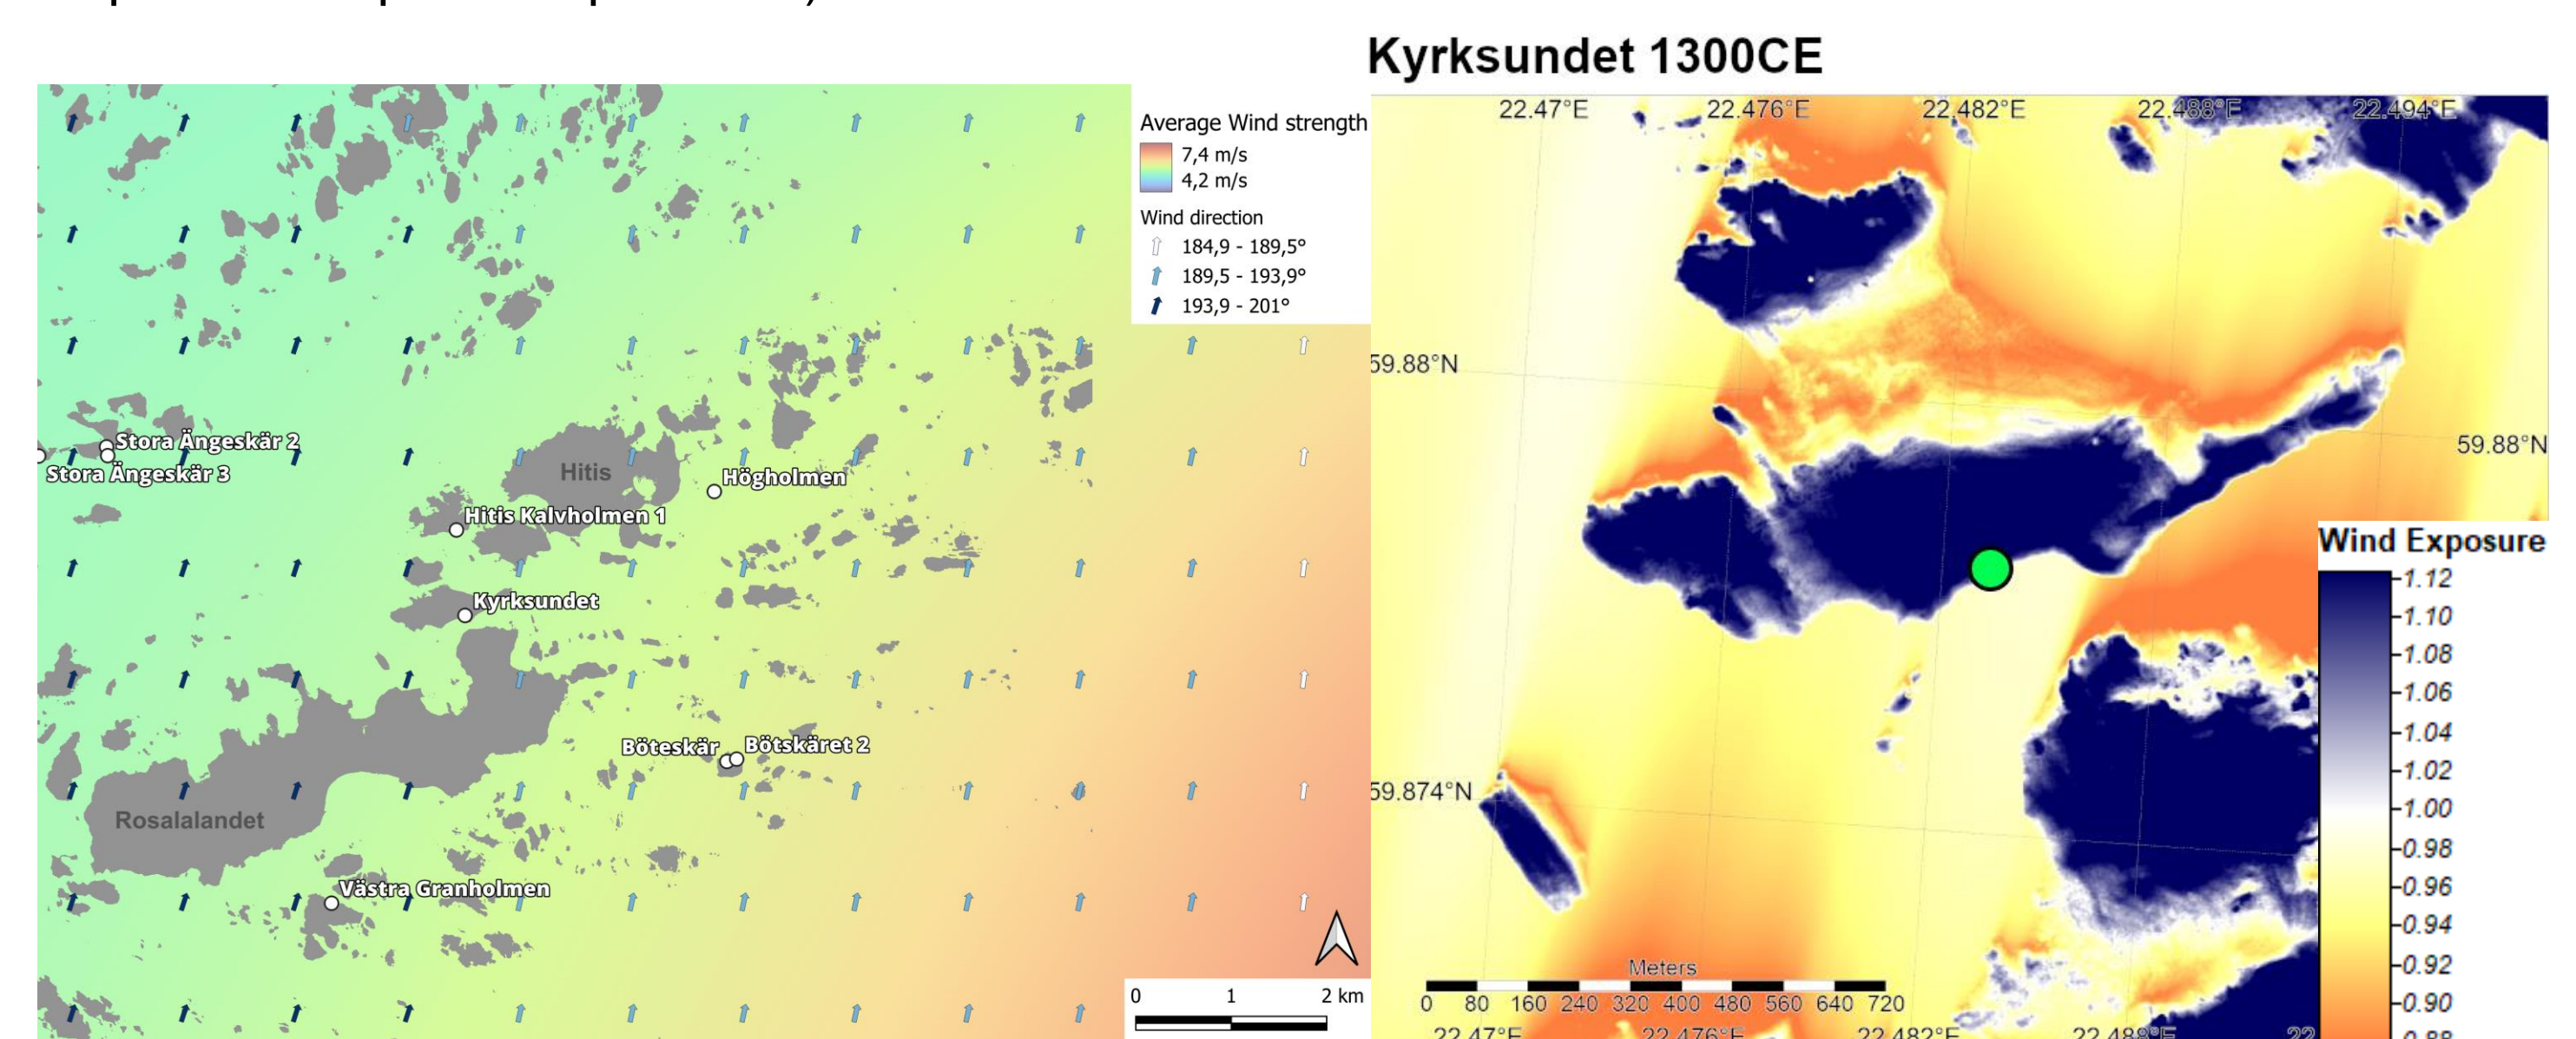 Kyrksundet 1300CE
Average Wind strength
7,4 m/s
4,2 m/s
Wind direction
184,9 - 189,5°
189,5 - 193,9°
193,9 - 201°
Stora Ängeskär 2
Stora Ängeskär 3
Hitis
Högholmen
Hitis Kalvholmen 1
Kyrksundet
Böteskär
Bötskäret 2
Rosalalandet
Västra Granholmen
0 1 2 km
22.47°E 22.476°E 22.482°E 22.488°E 22.494°E
59.88°N
59.88°N
59.874°N
Wind Exposure
1.12
1.10
1.08
1.06
1.04
1.02
1.00
0.98
0.96
0.94
0.92
0.90
0.88
Meters
0 80 160 240 320 400 480 560 640 720
22.47°E 22.476°E 22.482°E 22.488°E